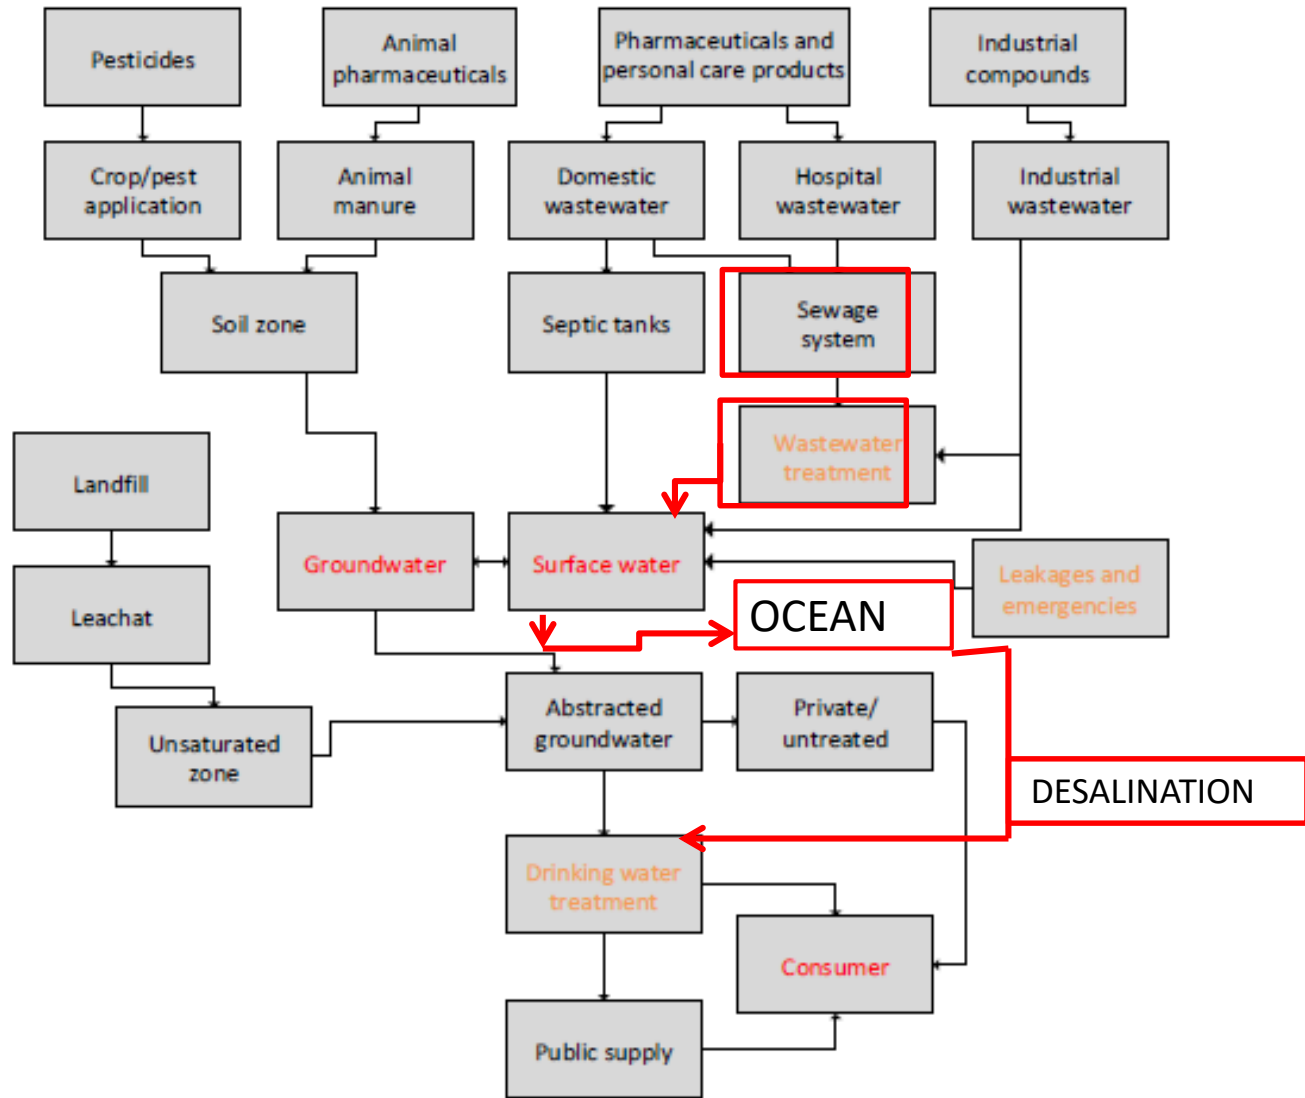 Pesticides
Animal
pharmaceuticals
Pharmaceuticals and
personal care products
Industrial
compounds
Crop/pest
application
Animal
manure
Domestic
wastewater
Hospital
wastewater
Industrial
wastewater
Soil zone
Septic tanks
Sewage
system
Landfill
Wastewater
treatment
Groundwater
Surface water
Leakages and
emergencies
Leachat
OCEAN
Unsaturated
zone
Abstracted
groundwater
Private/
untreated
DESALINATION
Drinking water
treatment
Consumer
Public supply